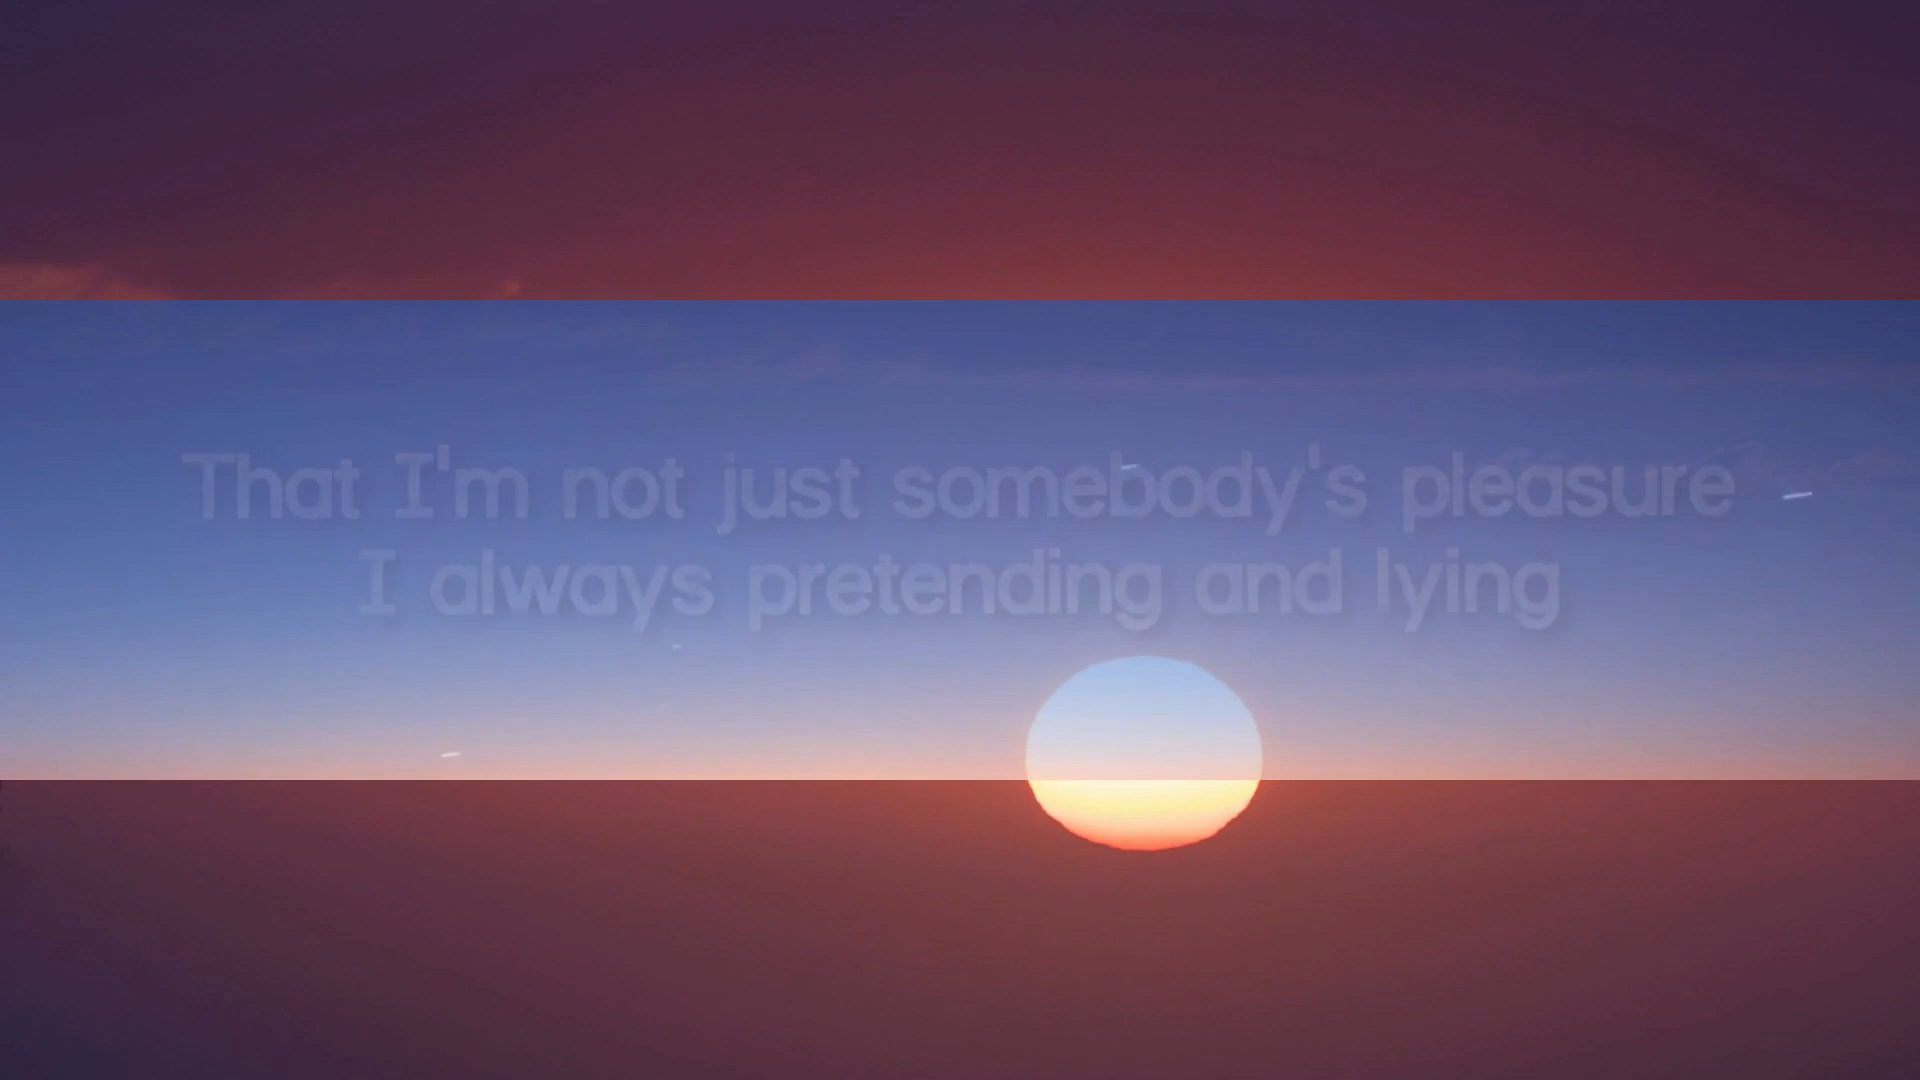 That I'm not just somebody's pleasure
I always pretending and lying